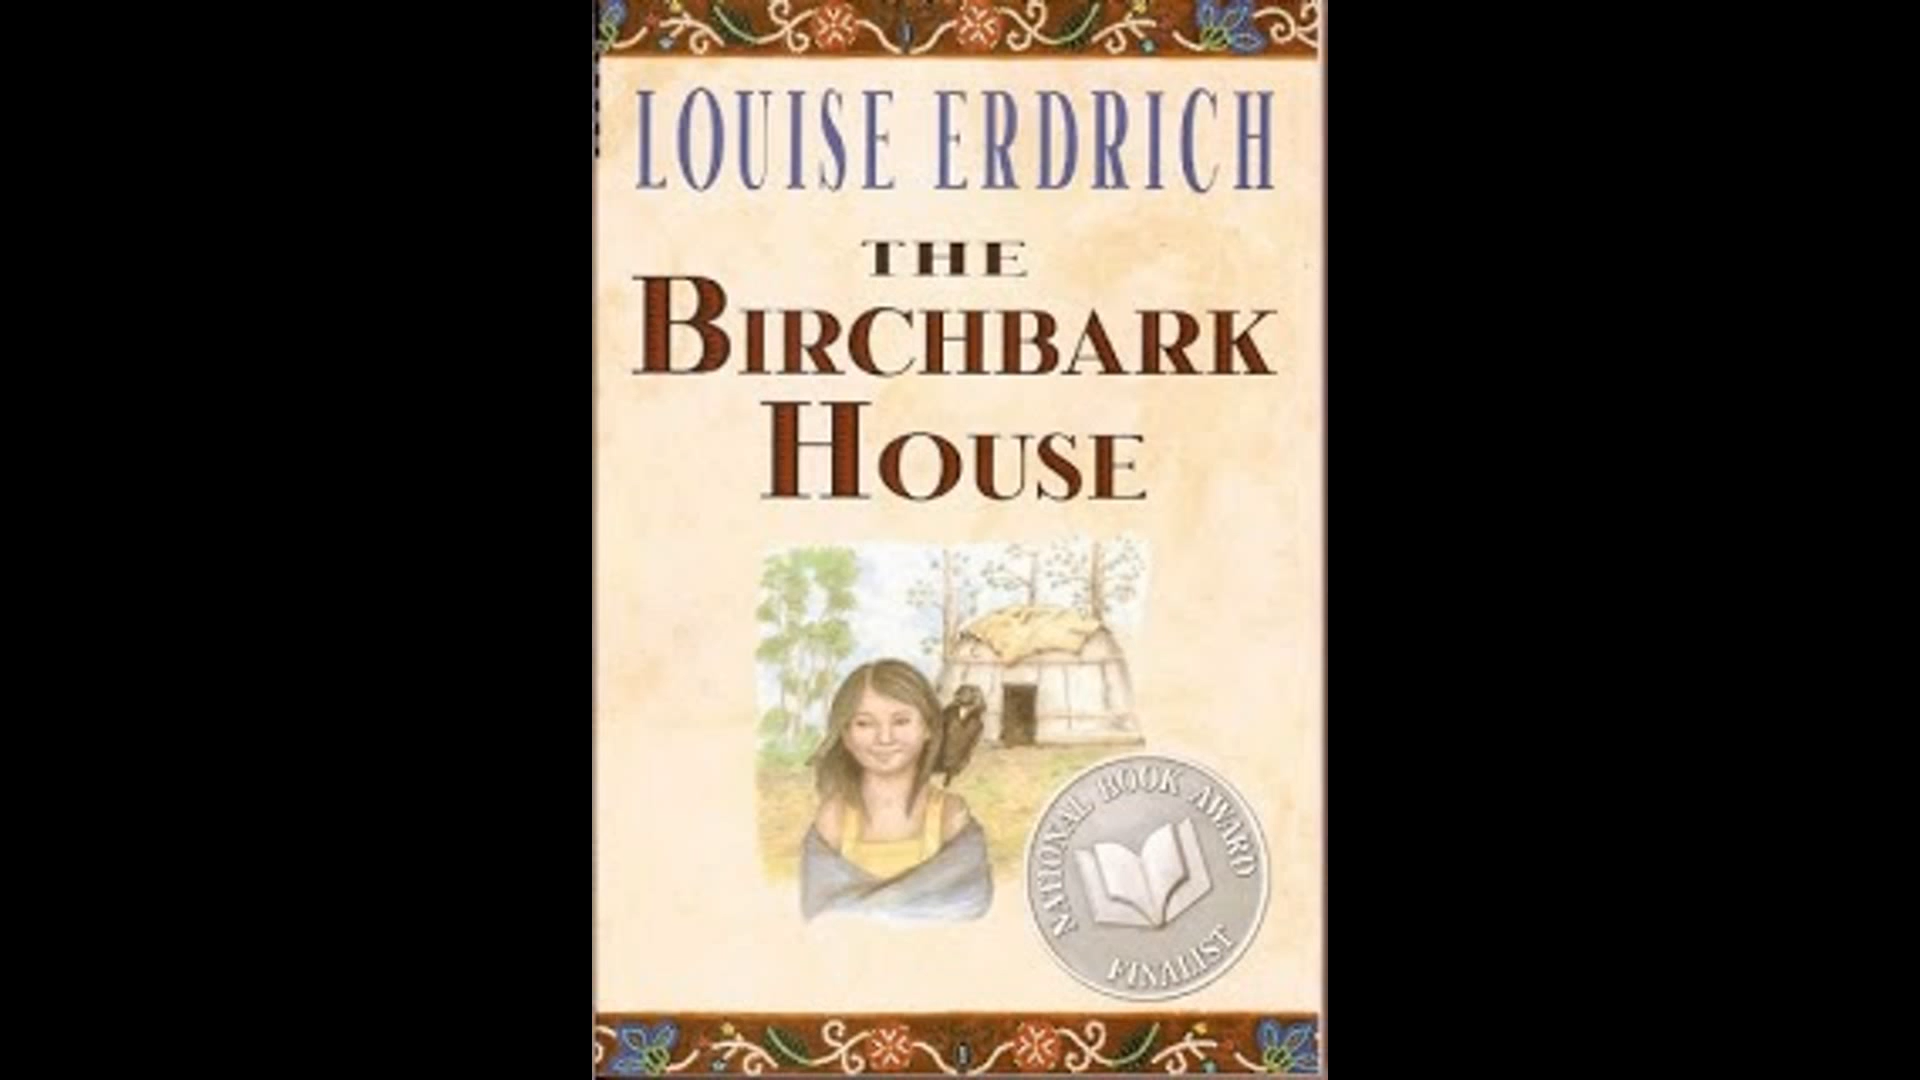 LOUISE ERDRICH
THE
BIRCHBARK
HOUSE
NATIONAL BOOK AWARD
FINALIST